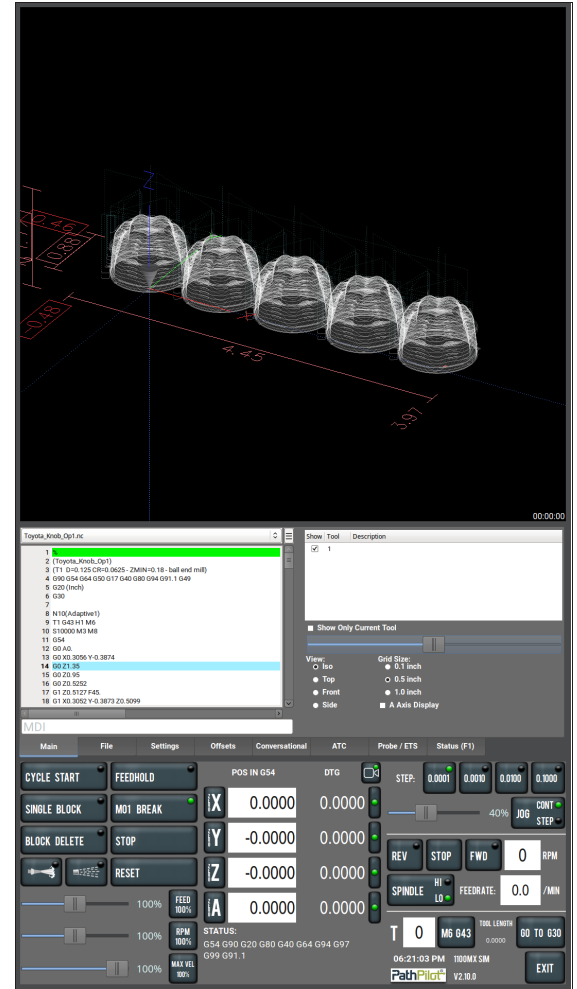 Z
0.46
0.88
-0.48
X
4.45
3.97
00:00:00
Toyota_Knob_Op1.nc
1 %
2 (Toyota_Knob_Op1)
3 (T1 D=0.125 CR=0.0625 - ZMIN=0.18 - ball end mill)
4 G90 G54 G64 G50 G17 G40 G80 G94 G91.1 G49
5 G20 (Inch)
6 G30
7
8 N10(Adaptive1)
9 T1 G43 H1 M6
10 S10000 M3 M8
11 G54
12 G0 A0.
13 G0 X0.3056 Y-0.3874
14 G0 Z1.35
15 G0 Z0.95
16 G0 Z0.5252
17 G1 Z0.5127 F45.
18 G1 X0.3052 Y-0.3873 Z0.5099
MDI
Show Tool Description
1
Show Only Current Tool
View: Grid Size:
Iso 0.1 inch
Top 0.5 inch
Front 1.0 inch
Side A Axis Display
Main File Settings Offsets Conversational ATC Probe / ETS Status (F1)
CYCLE START FEEDHOLD
SINGLE BLOCK M01 BREAK
BLOCK DELETE STOP
RESET
100% FEED 100%
100% RPM 100%
100% MAX VEL 100%
POS IN G54 DTG
X 0.0000 0.0000
Y -0.0000 0.0000
Z -0.0000 0.0000
A 0.0000 0.0000
STATUS:
G54 G90 G20 G80 G40 G64 G94 G97
G99 G91.1
STEP: 0.0001 0.0010 0.0100 0.1000
40% JOG CONT STEP
REV STOP FWD 0 RPM
SPINDLE HI LO FEEDRATE: 0.0 /MIN
T 0 M6 G43 TOOL LENGTH 0.0000 GO TO G30
06:21:03 PM 1100MX SIM
PathPilot® V2.10.0
EXIT